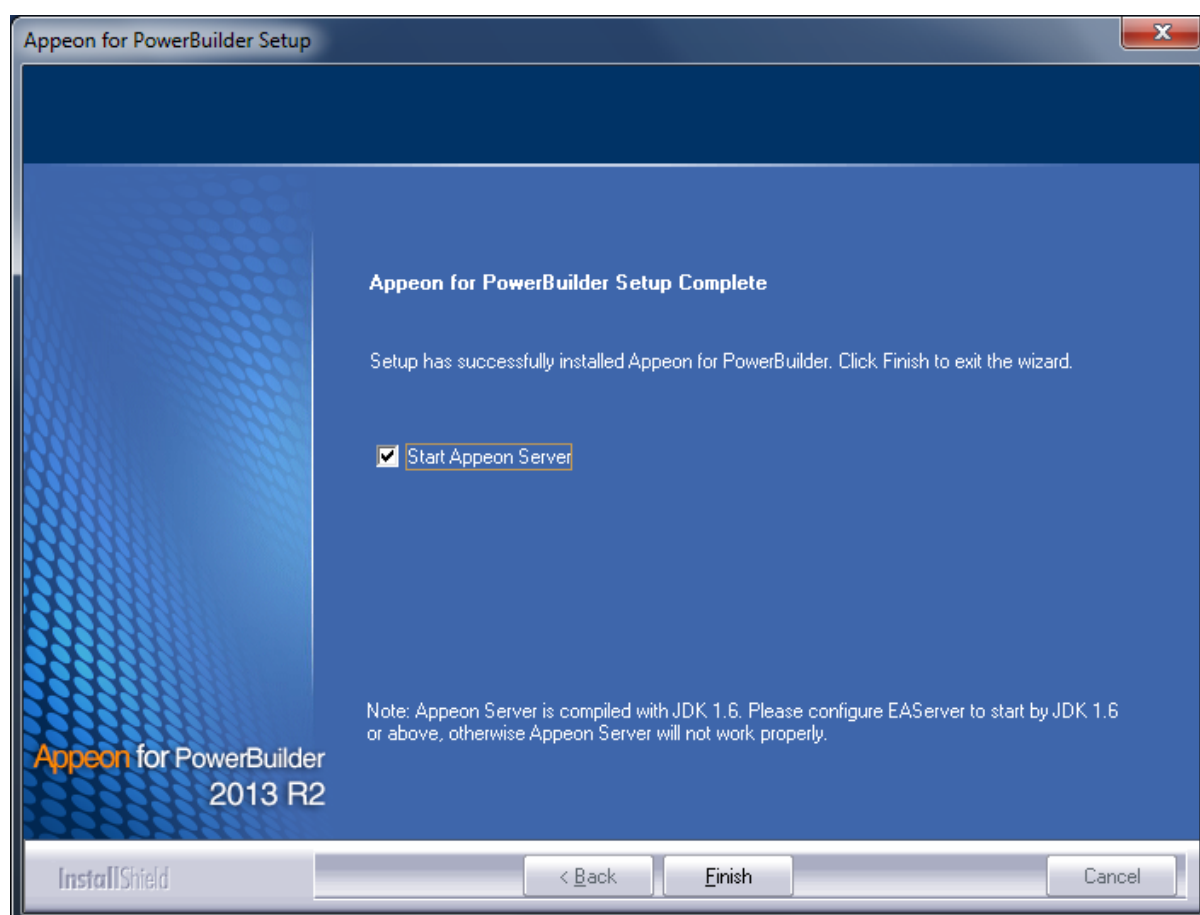 Appeon for PowerBuilder Setup
Appeon for PowerBuilder Setup Complete
Setup has successfully installed Appeon for PowerBuilder. Click Finish to exit the wizard.
Start Appeon Server
Note: Appeon Server is compiled with JDK 1.6. Please configure EAServer to start by JDK 1.6
or above, otherwise Appeon Server will not work properly.
Appeon for PowerBuilder
2013 R2
InstallShield
< Back
Finish
Cancel